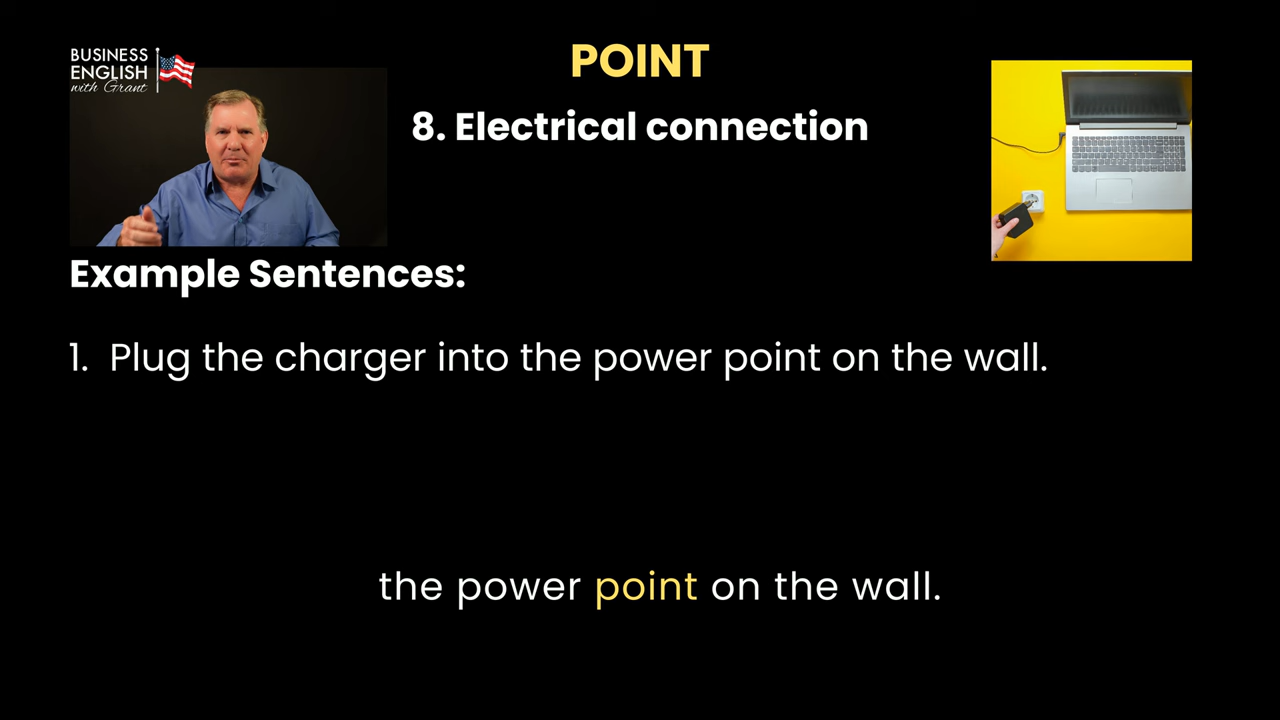 BUSINESS
ENGLISH
with Grant
POINT
8. Electrical connection
Example Sentences:
1. Plug the charger into the power point on the wall.
the power point on the wall.